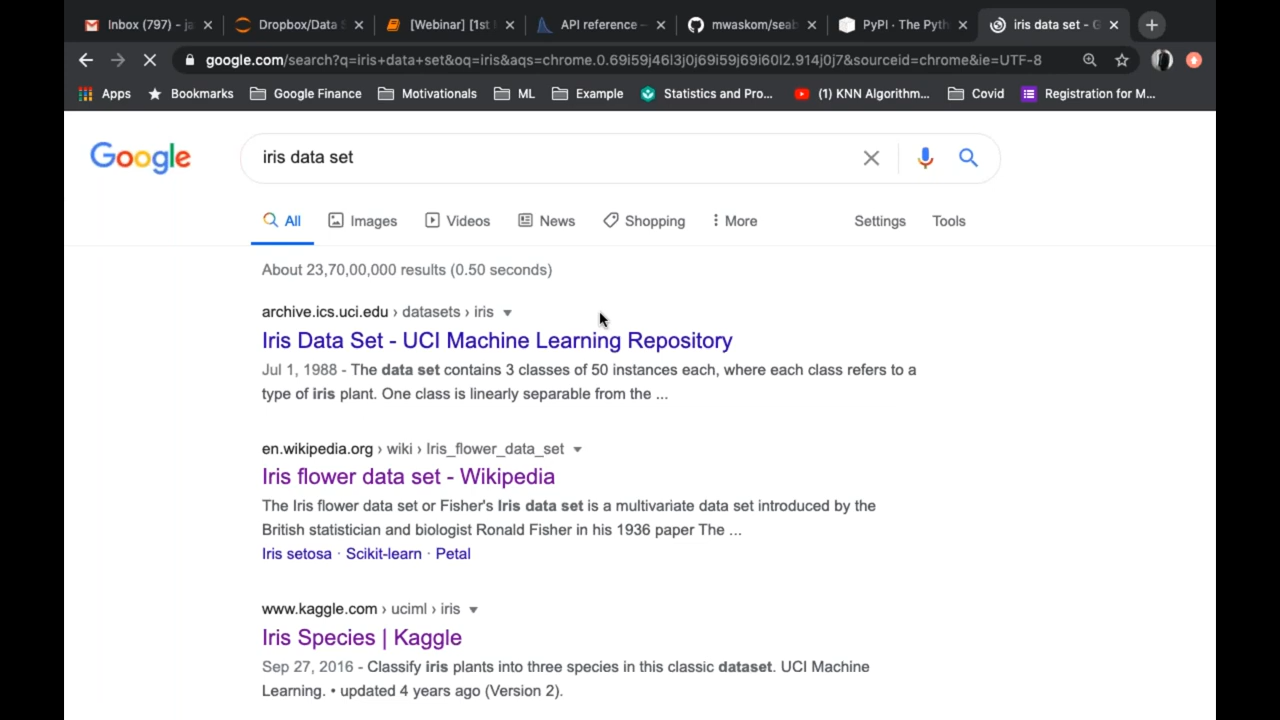 Inbox (797) - ja
Dropbox/Data S
[Webinar] [1st
API reference –
mwaskom/seab
PyPI · The Pyth
iris data set - G
google.com/search?q=iris+data+set&oq=iris&aqs=chrome.0.69i59j46l3j0j69i59j69i60l2.914j0j7&sourceid=chrome&ie=UTF-8
Apps
Bookmarks
Google Finance
Motivationals
ML
Example
Statistics and Pro...
(1) KNN Algorithm...
Covid
Registration for M...
Google
iris data set
All
Images
Videos
News
Shopping
More
Settings
Tools
About 23,70,00,000 results (0.50 seconds)
archive.ics.uci.edu › datasets › iris
Iris Data Set - UCI Machine Learning Repository
Jul 1, 1988 - The data set contains 3 classes of 50 instances each, where each class refers to a
type of iris plant. One class is linearly separable from the ...
en.wikipedia.org › wiki › Iris_flower_data_set
Iris flower data set - Wikipedia
The Iris flower data set or Fisher's Iris data set is a multivariate data set introduced by the
British statistician and biologist Ronald Fisher in his 1936 paper The ...
Iris setosa · Scikit-learn · Petal
www.kaggle.com › uciml › iris
Iris Species | Kaggle
Sep 27, 2016 - Classify iris plants into three species in this classic dataset. UCI Machine
Learning. • updated 4 years ago (Version 2).